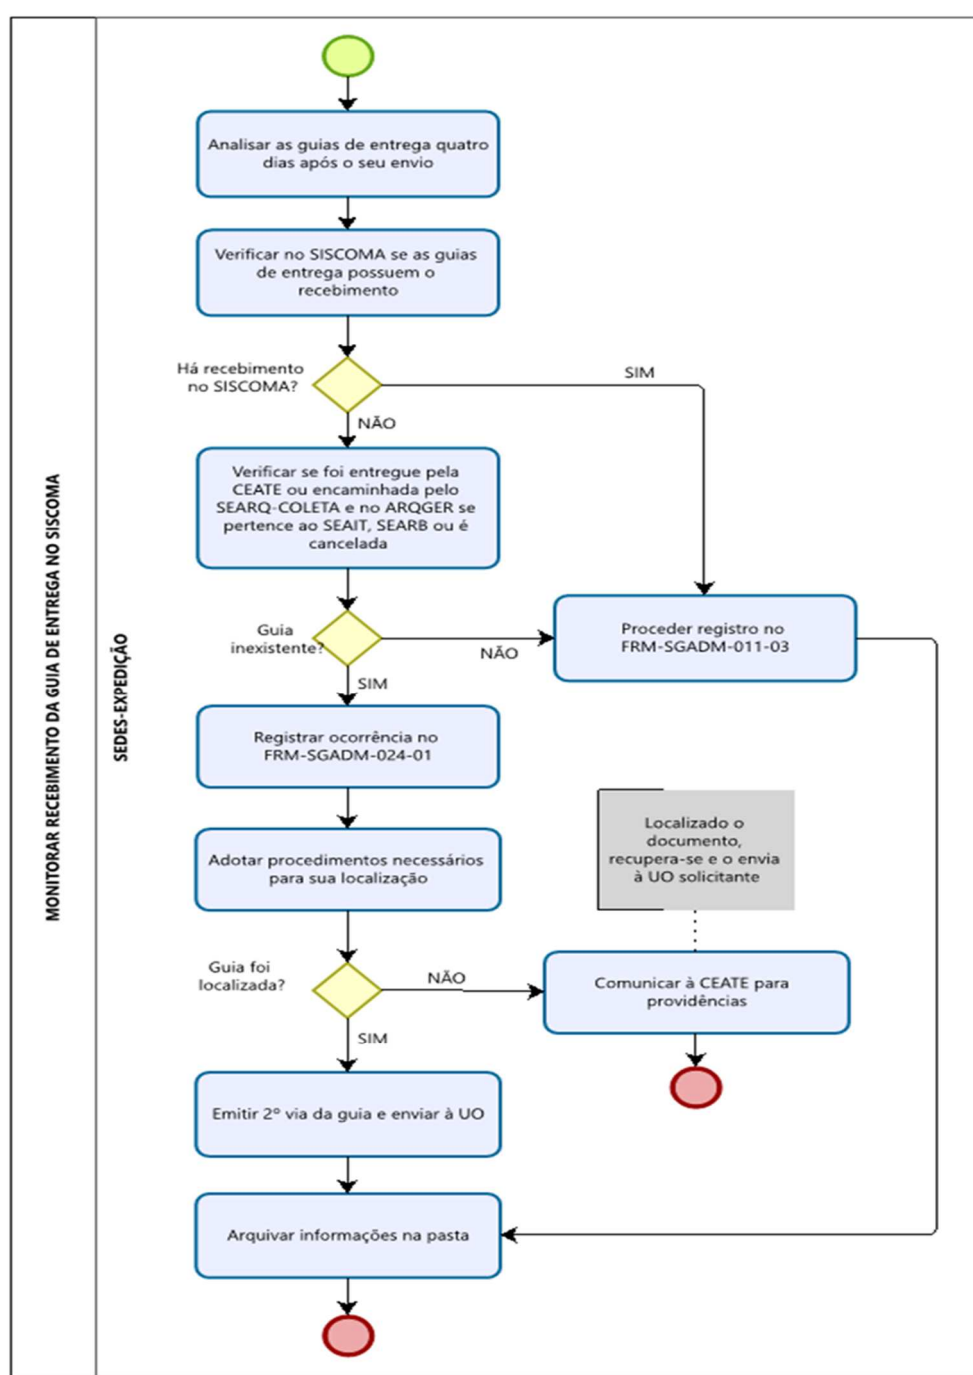 MONITORAR RECEBIMENTO DA GUIA DE ENTREGA NO SISCOMA
SEDES-EXPEDIÇÃO
Analisar as guias de entrega quatro
dias após o seu envio
Verificar no SISCOMA se as guias
de entrega possuem o
recebimento
Há recebimento
no SISCOMA?
SIM
NÃO
Verificar se foi entregue pela
CEATE ou encaminhada pelo
SEARQ-COLETA e no ARQGER se
pertence ao SEAIT, SEARB ou é
cancelada
Guia
inexistente?
NÃO
Proceder registro no
FRM-SGADM-011-03
SIM
Registrar ocorrência no
FRM-SGADM-024-01
Adotar procedimentos necessários
para sua localização
Localizado o
documento,
recupera-se e o envia
à UO solicitante
Guia foi
localizada?
NÃO
Comunicar à CEATE para
providências
SIM
Emitir 2º via da guia e enviar à UO
Arquivar informações na pasta